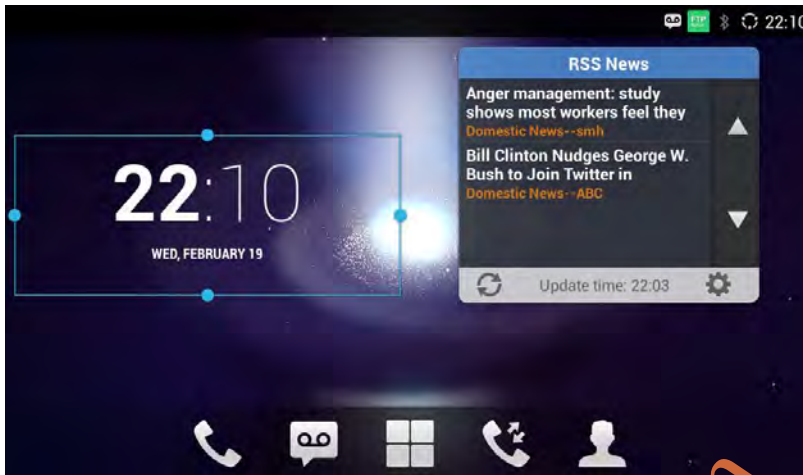 FTP
22:10
RSS News
Anger management: study
shows most workers feel they
Domestic News--smh
Bill Clinton Nudges George W.
Bush to Join Twitter in
Domestic News--ABC
Update time: 22:03
22:10
WED, FEBRUARY 19